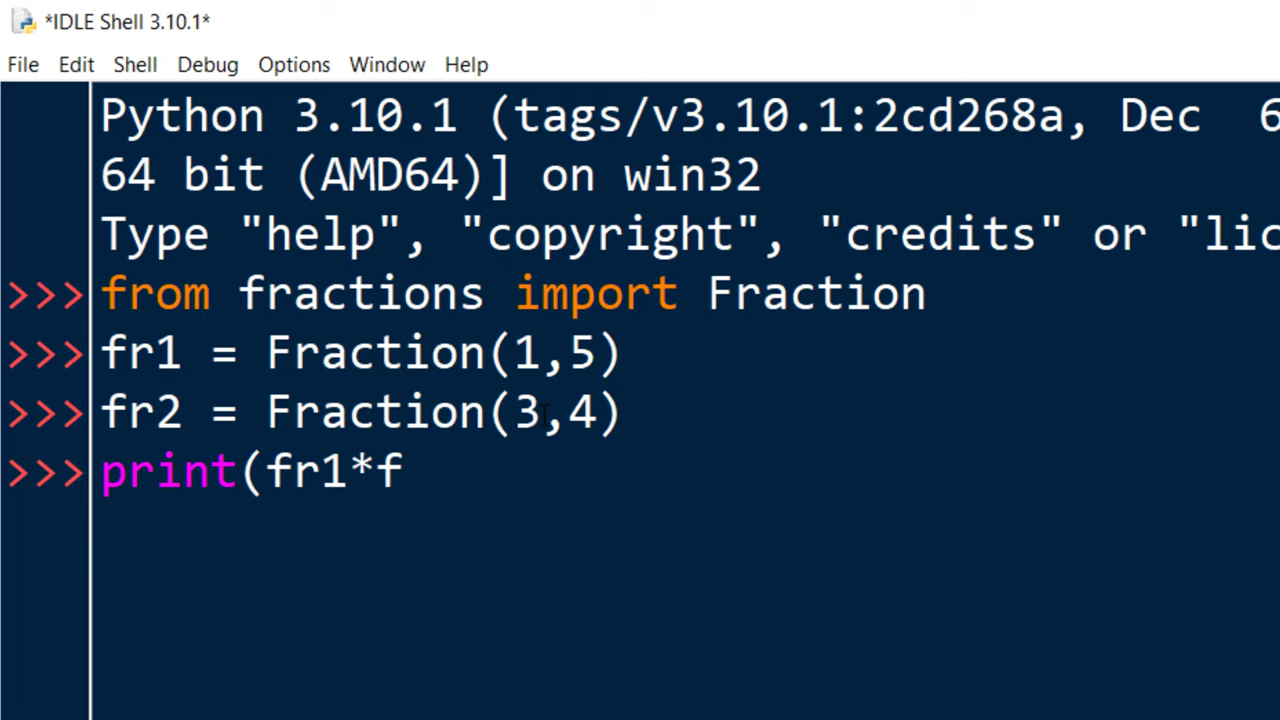 *IDLE Shell 3.10.1*
File Edit Shell Debug Options Window Help
Python 3.10.1 (tags/v3.10.1:2cd268a, Dec  6
64 bit (AMD64)] on win32
Type "help", "copyright", "credits" or "lic
>>> from fractions import Fraction
>>> fr1 = Fraction(1,5)
>>> fr2 = Fraction(3,4)
>>> print(fr1*f